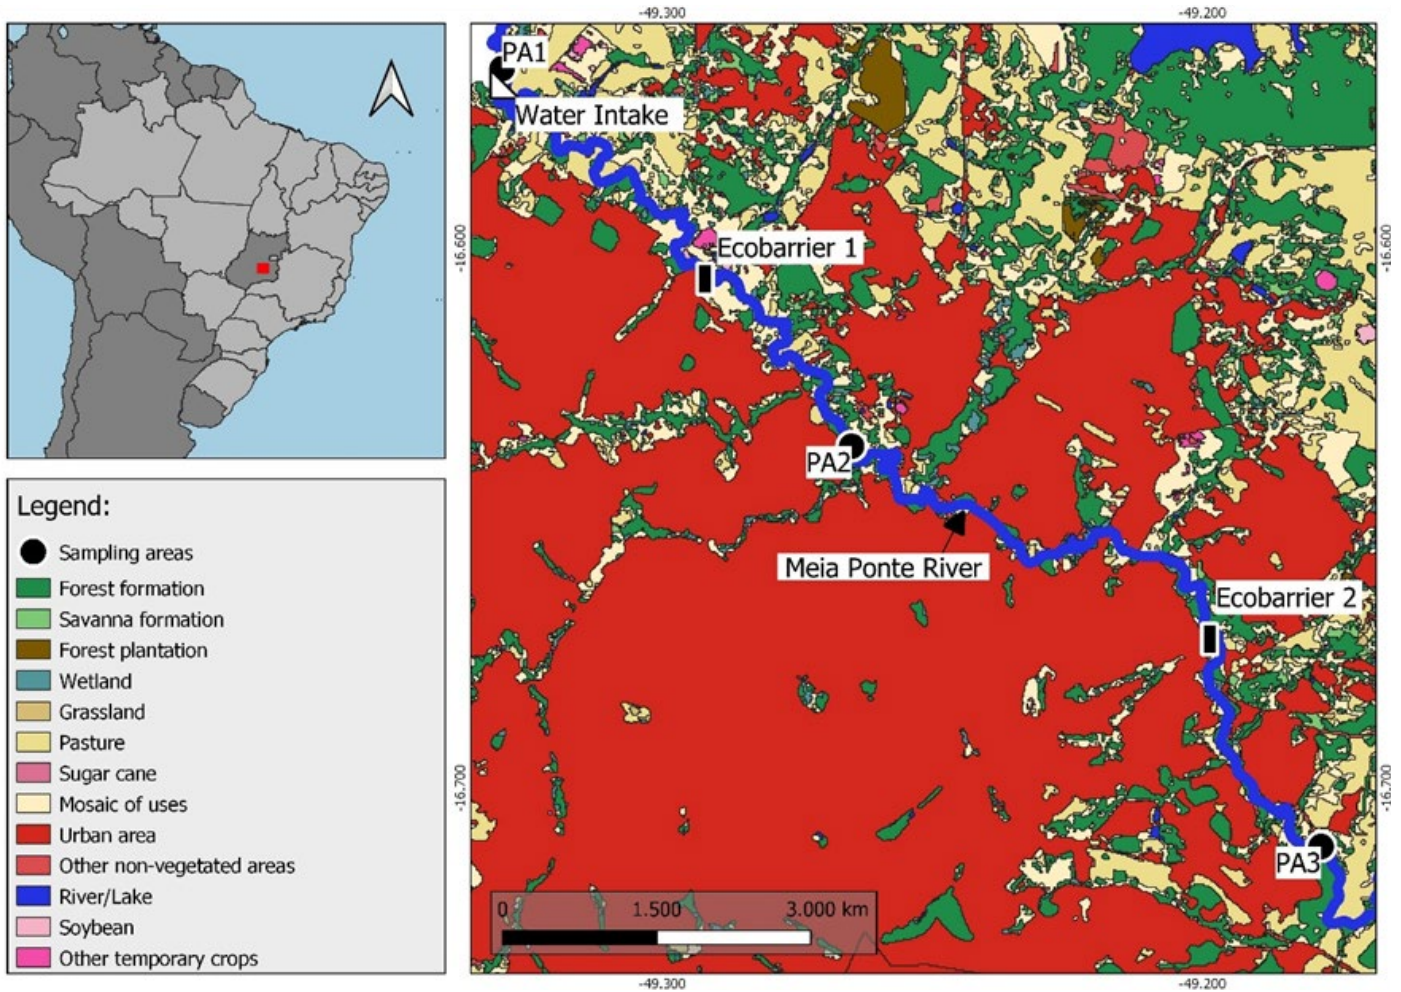 -49.300
-49.200
PA1
Water Intake
-16.600
-16.600
Ecobarrier 1
PA2
Meia Ponte River
Ecobarrier 2
-16.700
-16.700
PA3
0 1.500 3.000 km
-49.300
-49.200
Legend:
Sampling areas
Forest formation
Savanna formation
Forest plantation
Wetland
Grassland
Pasture
Sugar cane
Mosaic of uses
Urban area
Other non-vegetated areas
River/Lake
Soybean
Other temporary crops